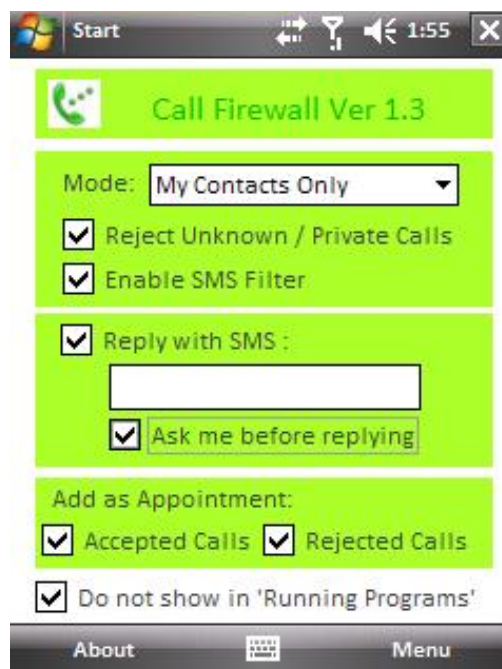 Start 1:55
Call Firewall Ver 1.3
Mode: My Contacts Only
Reject Unknown / Private Calls
Enable SMS Filter
Reply with SMS :
Ask me before replying
Add as Appointment:
Accepted Calls Rejected Calls
Do not show in 'Running Programs'
About Menu